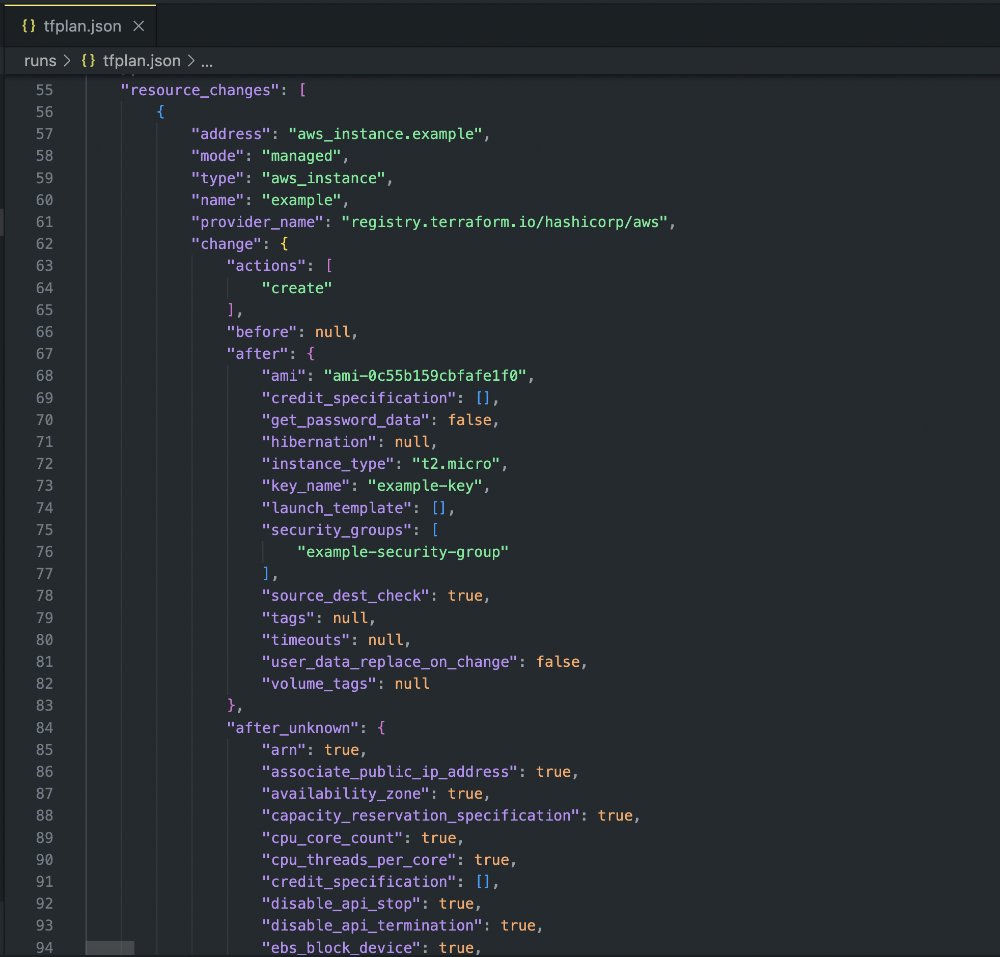 {} tfplan.json ×
runs > {} tfplan.json > ...
55 "resource_changes": [
56 {
57 "address": "aws_instance.example",
58 "mode": "managed",
59 "type": "aws_instance",
60 "name": "example",
61 "provider_name": "registry.terraform.io/hashicorp/aws",
62 "change": {
63 "actions": [
64 "create"
65 ],
66 "before": null,
67 "after": {
68 "ami": "ami-0c55b159cbfafe1f0",
69 "credit_specification": [],
70 "get_password_data": false,
71 "hibernation": null,
72 "instance_type": "t2.micro",
73 "key_name": "example-key",
74 "launch_template": [],
75 "security_groups": [
76 "example-security-group"
77 ],
78 "source_dest_check": true,
79 "tags": null,
80 "timeouts": null,
81 "user_data_replace_on_change": false,
82 "volume_tags": null
83 },
84 "after_unknown": {
85 "arn": true,
86 "associate_public_ip_address": true,
87 "availability_zone": true,
88 "capacity_reservation_specification": true,
89 "cpu_core_count": true,
90 "cpu_threads_per_core": true,
91 "credit_specification": [],
92 "disable_api_stop": true,
93 "disable_api_termination": true,
94 "ebs_block_device": true,